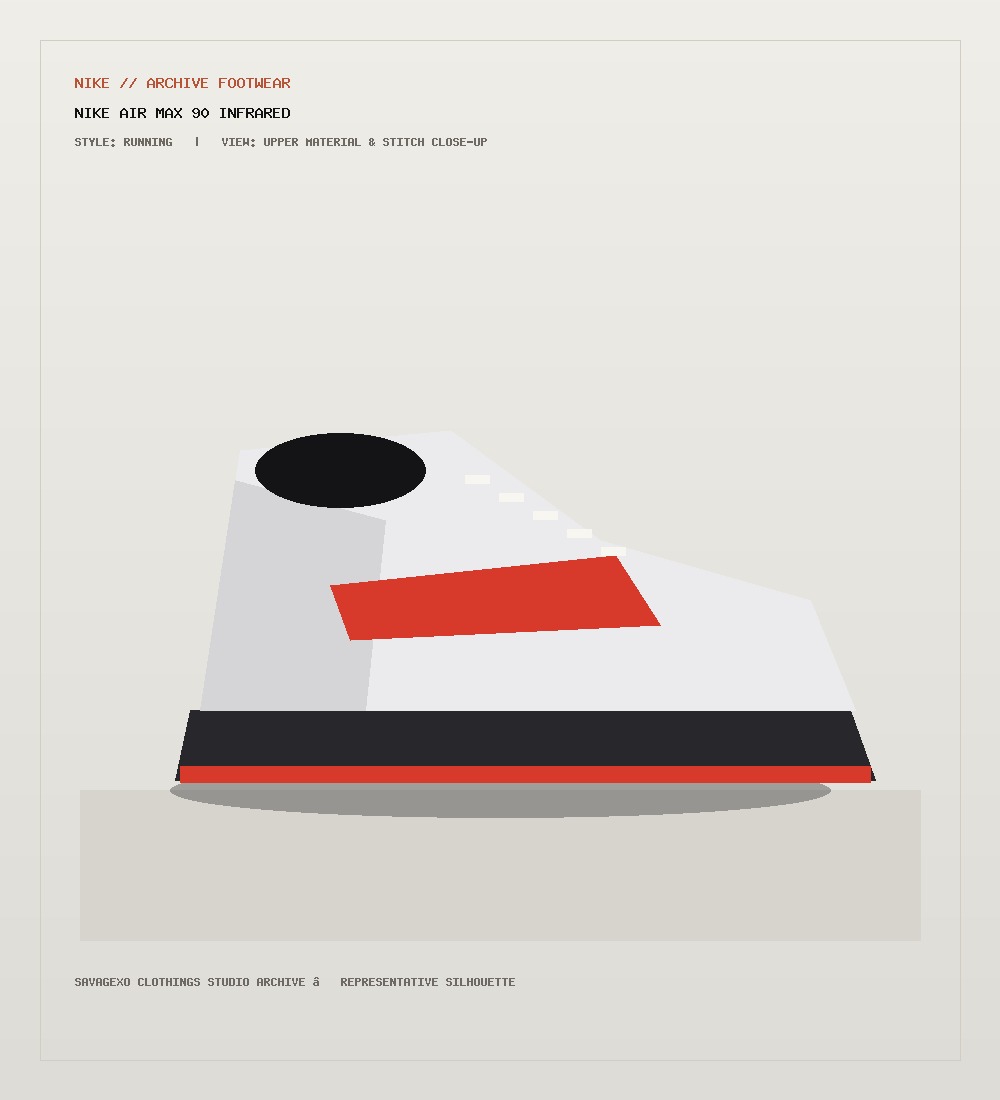 NIKE // ARCHIVE FOOTWEAR
NIKE AIR MAX 90 INFRARED
STYLE: RUNNING | VIEW: UPPER MATERIAL & STITCH CLOSE-UP
SAVAGEXO CLOTHINGS STUDIO ARCHIVE â REPRESENTATIVE SILHOUETTE